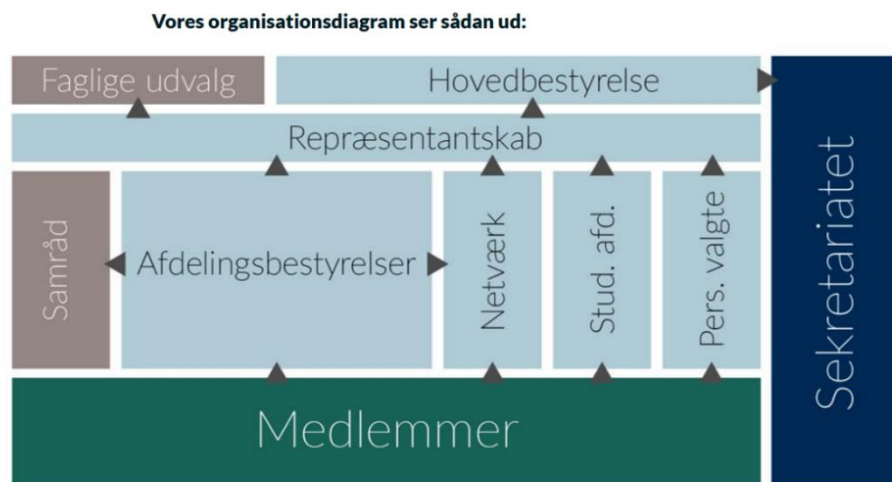 Vores organisationsdiagram ser sådan ud:
Faglige udvalg
Hovedbestyrelse
Repræsentantskab
Samråd
Afdelingsbestyrelser
Netværk
Stud. afd.
Pers. valgte
Medlemmer
Sekretariatet